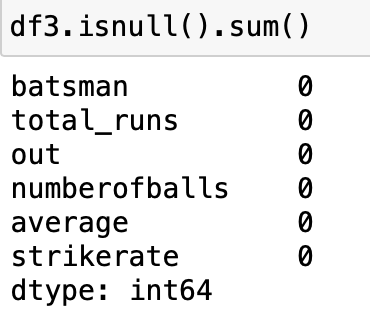 df3.isnull().sum()
batsman 0
total_runs 0
out 0
numberofballs 0
average 0
strikerate 0
dtype: int64